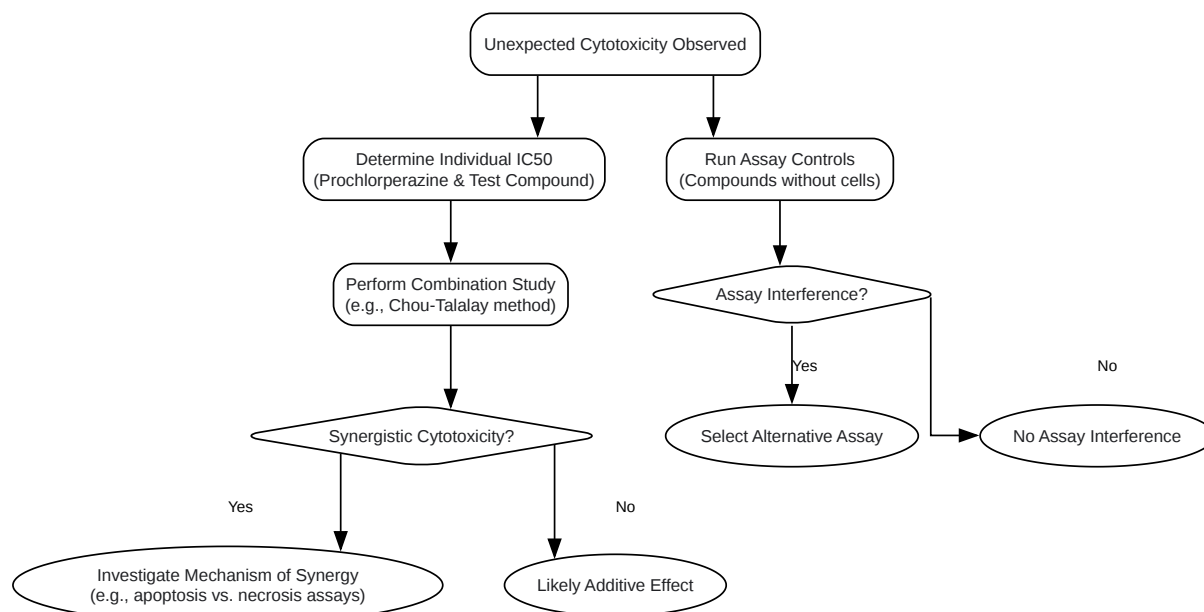 Unexpected Cytotoxicity Observed
Determine Individual IC50
(Prochlorperazine & Test Compound)
Run Assay Controls
(Compounds without cells)
Perform Combination Study
(e.g., Chou-Talalay method)
Assay Interference?
Yes
No
Synergistic Cytotoxicity?
Select Alternative Assay
No Assay Interference
Yes
No
Investigate Mechanism of Synergy
(e.g., apoptosis vs. necrosis assays)
Likely Additive Effect